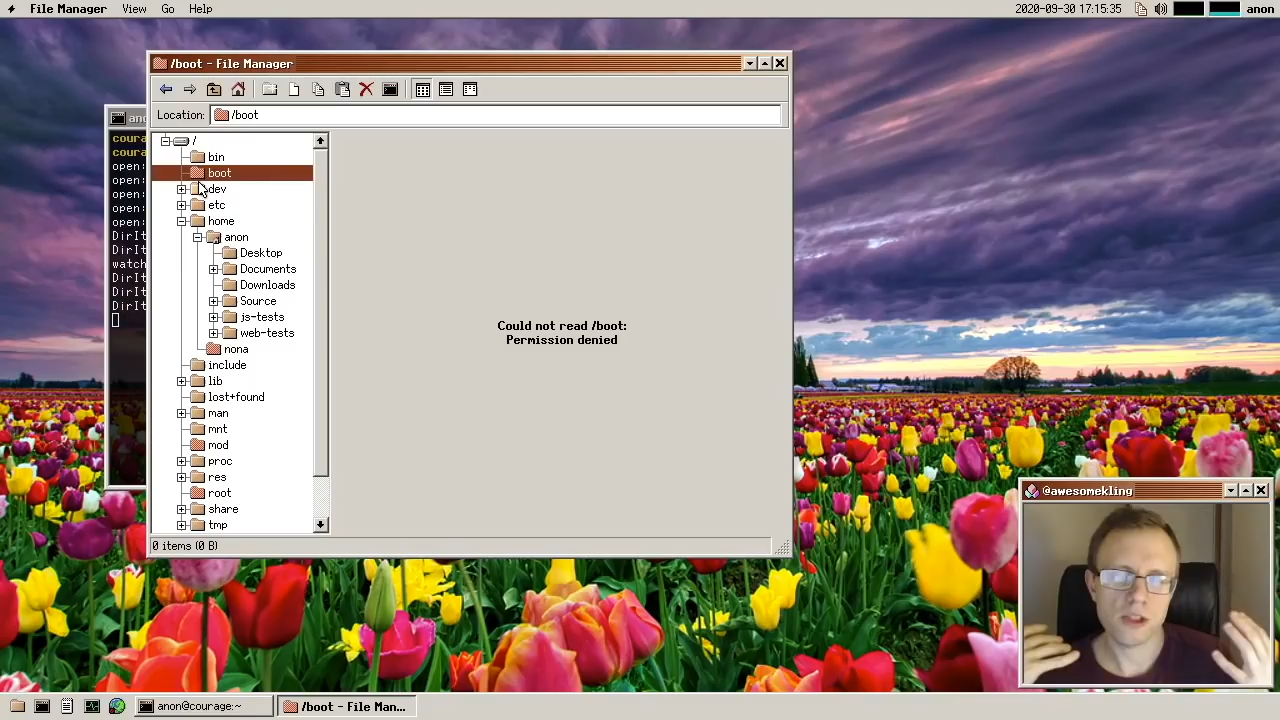 File Manager View Go Help 2020-09-30 17:15:35 anon
/boot - File Manager
Location: /boot
coura
coura
open:
open:
open:
open:
open:
DirIt
watch
DirIt
DirIt
DirIt
/
bin
boot
dev
etc
home
anon
Desktop
Documents
Downloads
Source
js-tests
web-tests
nona
include
lib
lost+found
man
mnt
mod
proc
res
root
share
tmp
Could not read /boot:
Permission denied
0 items (0 B)
@awesomekling
anon@courage:~ /boot - File Man...